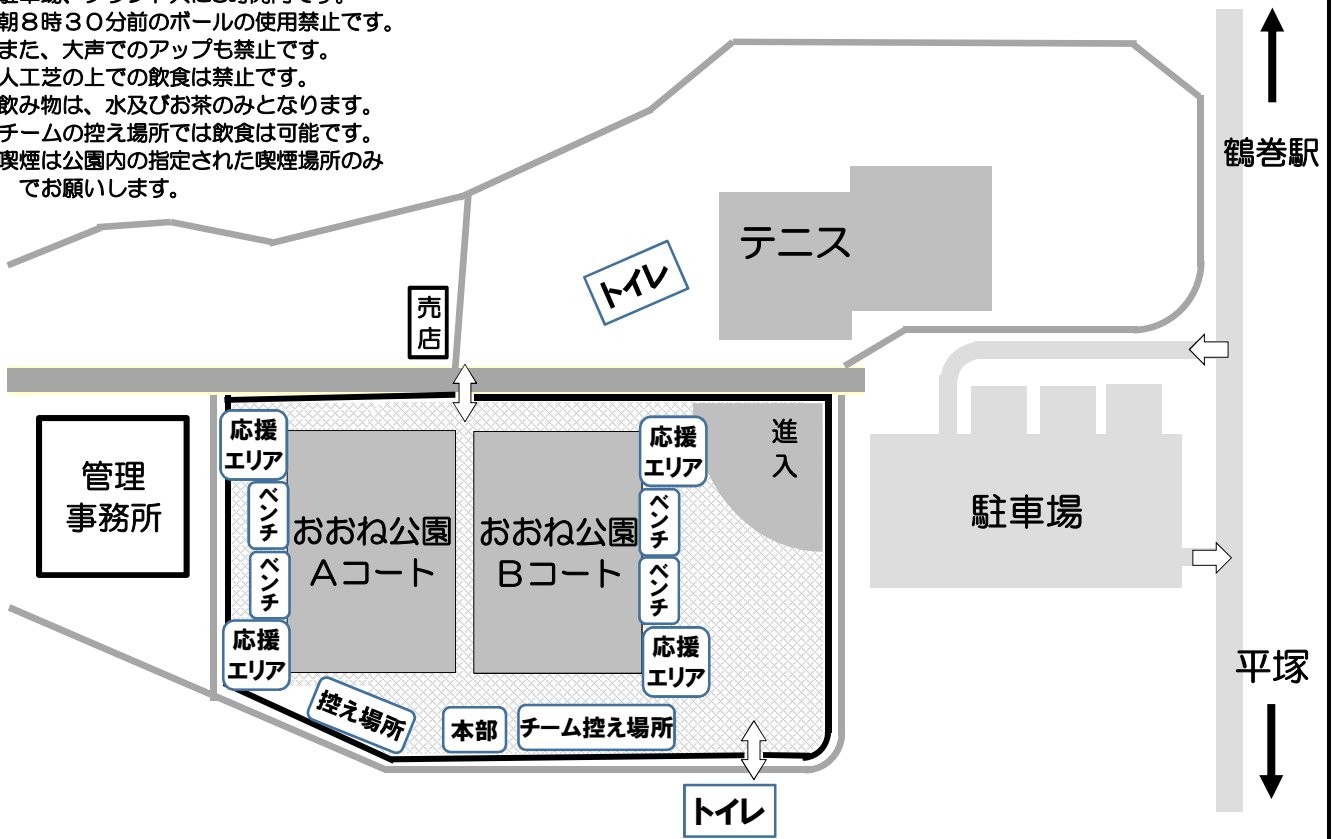 朝８時３０分前のボールの使用禁止です。
また、大声でのアップも禁止です。
人工芝の上での飲食は禁止です。
飲み物は、水及びお茶のみとなります。
チームの控え場所では飲食は可能です。
喫煙は公園内の指定された喫煙場所のみ
でお願いします。
鶴巻駅
テニス
トイレ
売
店
進
入
応援
エリア
応援
エリア
管理
事務所
ベンチ
ベンチ
駐車場
おおね公園
Ａコート
おおね公園
Ｂコート
ベンチ
ベンチ
応援
エリア
応援
エリア
平塚
控え場所
本部
チーム控え場所
トイレ